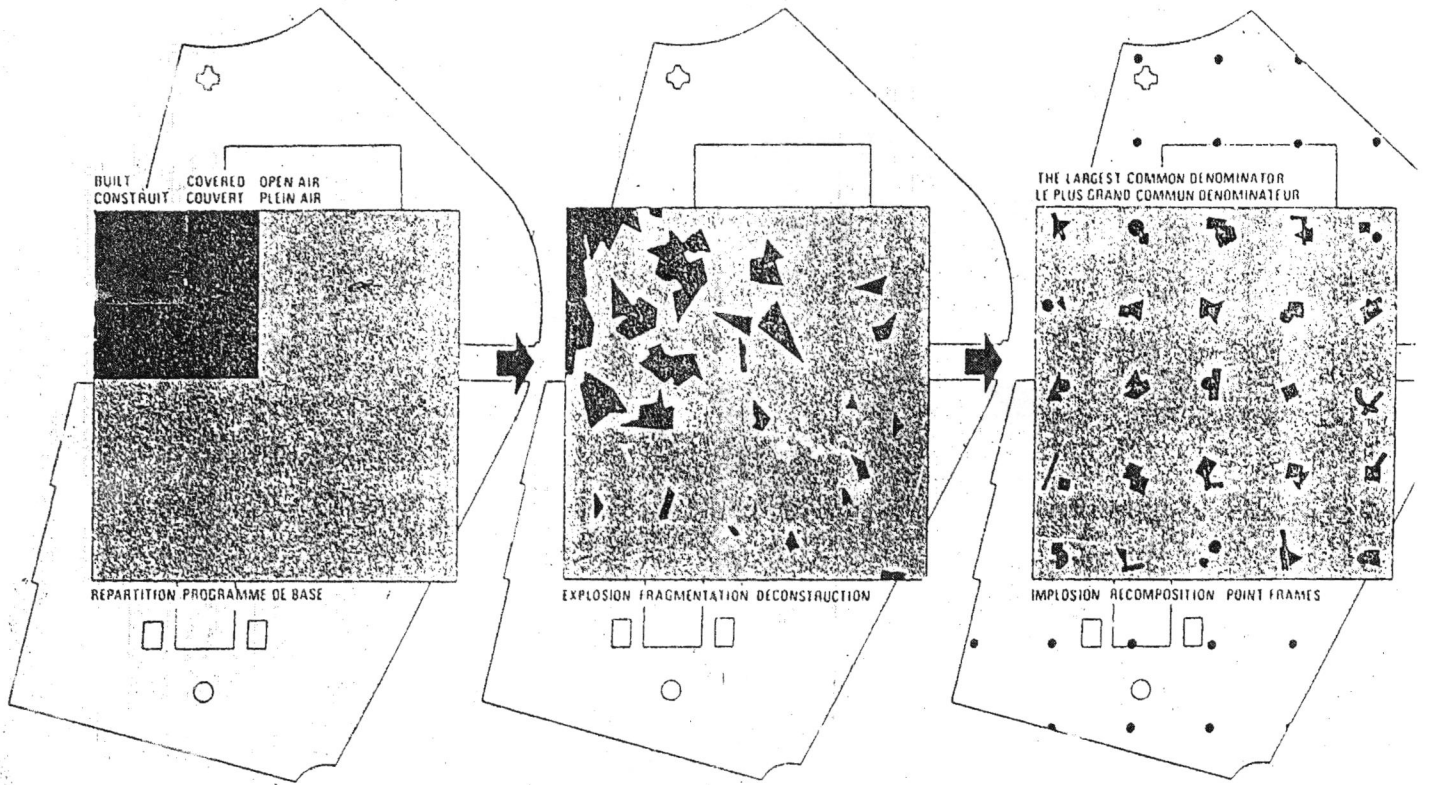 BUILT COVERED OPEN AIR
CONSTRUIT COUVERT PLEIN AIR
REPARTITION PROGRAMME DE BASE
EXPLOSION FRAGMENTATION DECONSTRUCTION
THE LARGEST COMMON DENOMINATOR
LE PLUS GRAND COMMUN DENOMINATEUR
IMPLOSION RECOMPOSITION POINT FRAMES